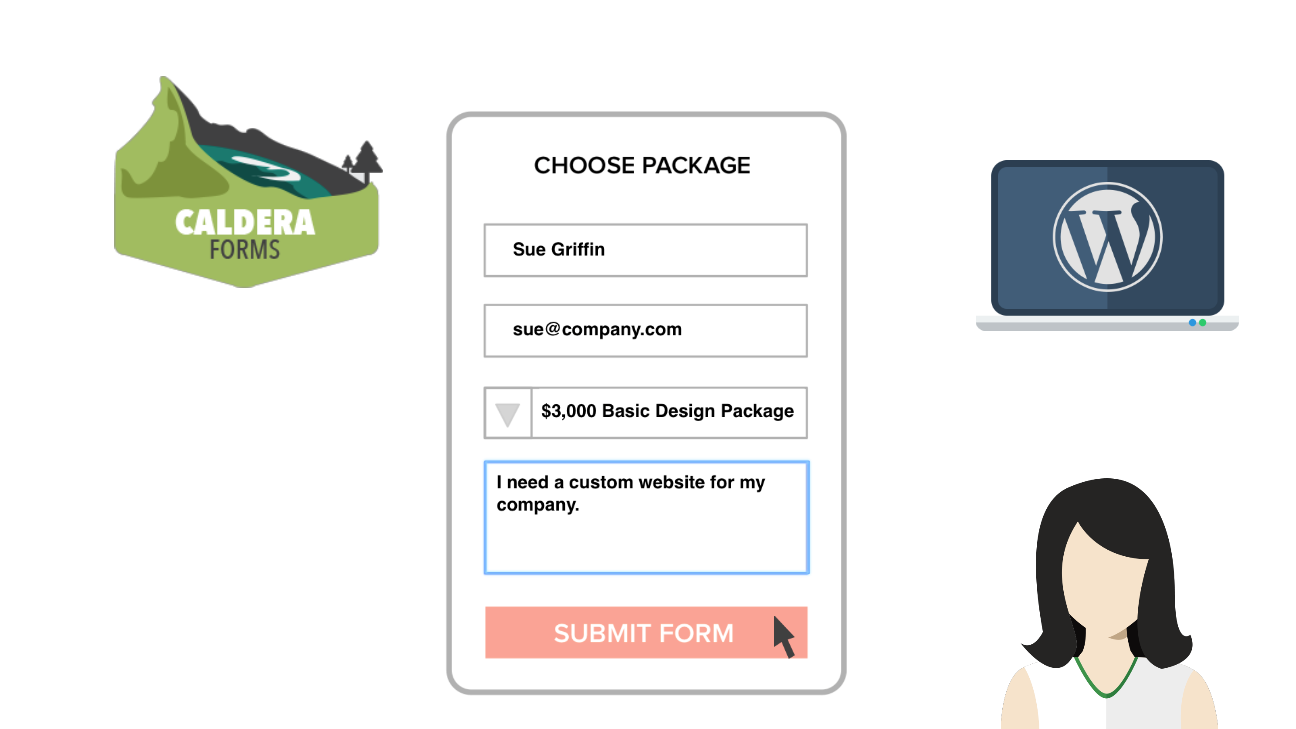 CALDERA
FORMS
CHOOSE PACKAGE
Sue Griffin
sue@company.com
$3,000 Basic Design Package
I need a custom website for my
company.
SUBMIT FORM
W